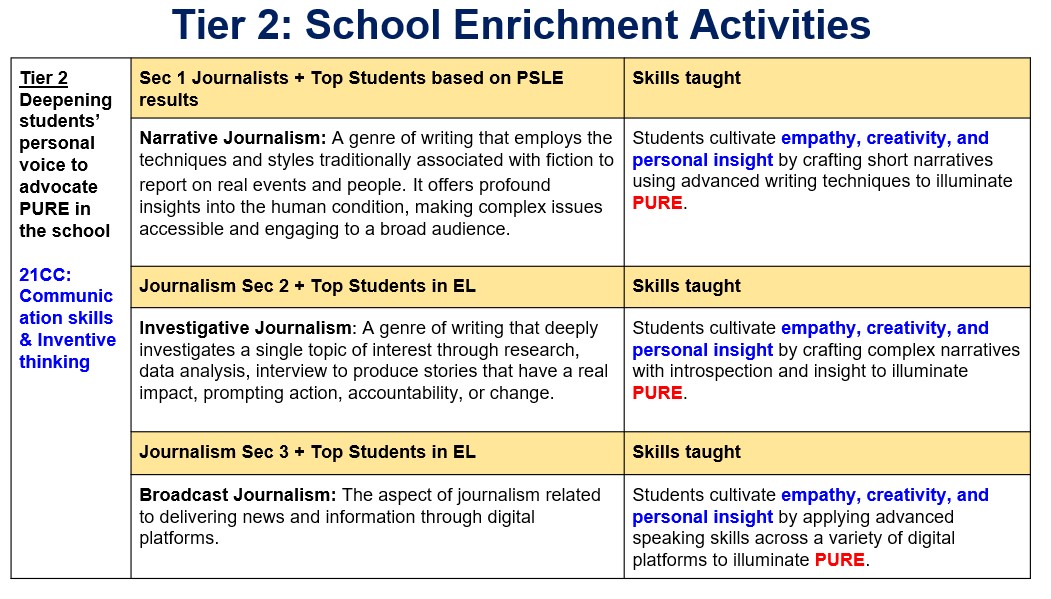 Tier 2: School Enrichment Activities
Tier 2
Deepening
students’
personal
voice to
advocate
PURE in
the school
21CC:
Communic
ation skills
& Inventive
thinking
Sec 1 Journalists + Top Students based on PSLE
results
Skills taught
Narrative Journalism: A genre of writing that employs the
techniques and styles traditionally associated with fiction to
report on real events and people. It offers profound
insights into the human condition, making complex issues
accessible and engaging to a broad audience.
Students cultivate empathy, creativity, and
personal insight by crafting short narratives
using advanced writing techniques to illuminate
PURE.
Journalism Sec 2 + Top Students in EL
Skills taught
Investigative Journalism: A genre of writing that deeply
investigates a single topic of interest through research,
data analysis, interview to produce stories that have a real
impact, prompting action, accountability, or change.
Students cultivate empathy, creativity, and
personal insight by crafting complex narratives
with introspection and insight to illuminate
PURE.
Journalism Sec 3 + Top Students in EL
Skills taught
Broadcast Journalism: The aspect of journalism related
to delivering news and information through digital
platforms.
Students cultivate empathy, creativity, and
personal insight by applying advanced
speaking skills across a variety of digital
platforms to illuminate PURE.